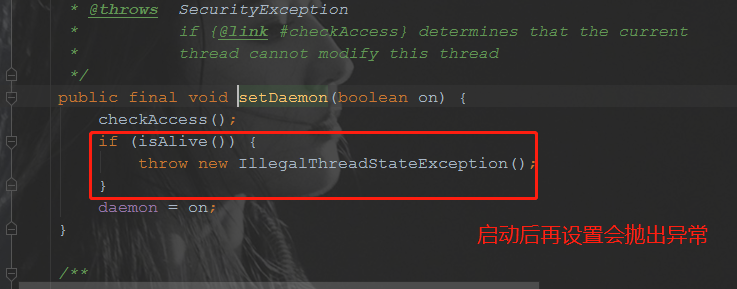 * @throws  SecurityException
*          if {@link #checkAccess} determines that the current
*          thread cannot modify this thread
*/
public final void setDaemon(boolean on) {
checkAccess();
if (isAlive()) {
throw new IllegalThreadStateException();
}
daemon = on;
}
启动后再设置会抛出异常
/**